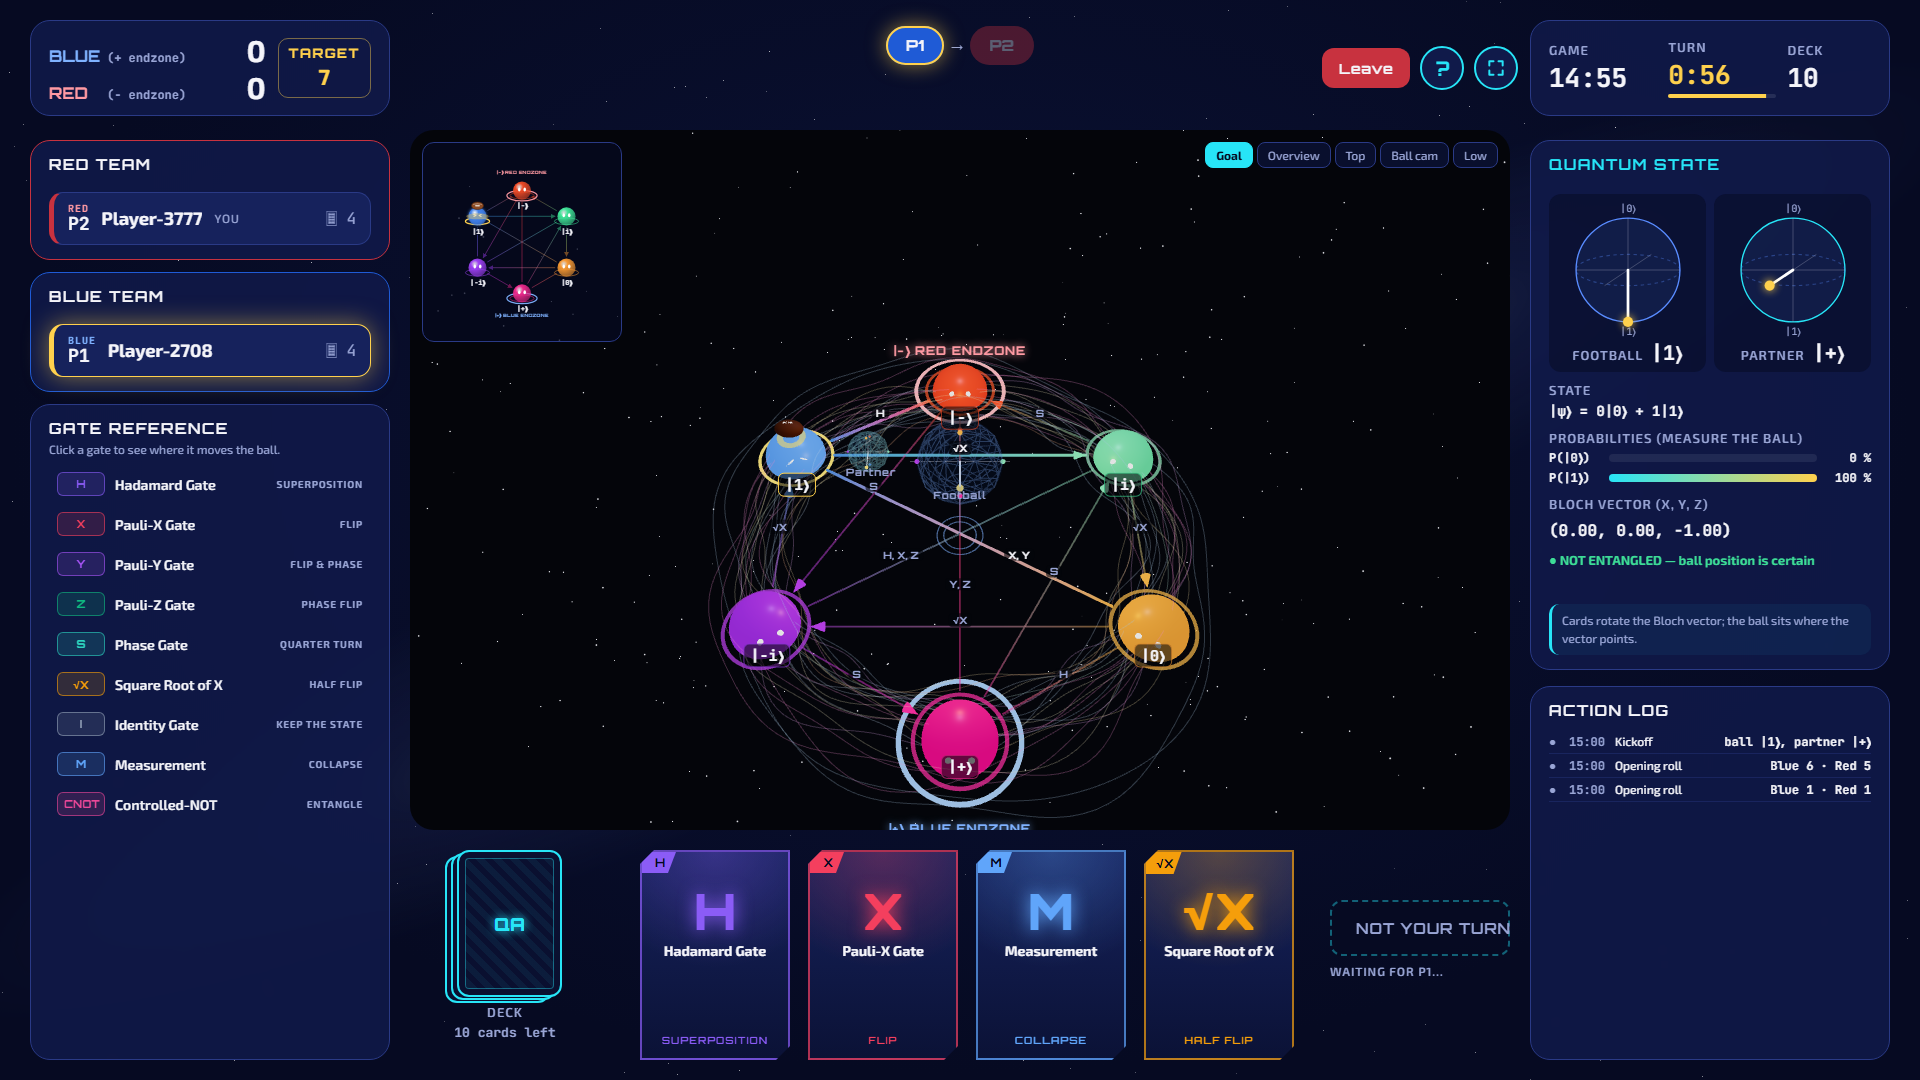 BLUE (+ endzone) 0
RED (- endzone) 0
TARGET
7
P1 → P2
Leave
?
GAME
14:55
TURN
0:56
DECK
10
RED TEAM
RED
P2 Player-3777 YOU 4
BLUE TEAM
BLUE
P1 Player-2708 4
GATE REFERENCE
Click a gate to see where it moves the ball.
H Hadamard Gate SUPERPOSITION
X Pauli-X Gate FLIP
Y Pauli-Y Gate FLIP & PHASE
Z Pauli-Z Gate PHASE FLIP
S Phase Gate QUARTER TURN
√X Square Root of X HALF FLIP
I Identity Gate KEEP THE STATE
M Measurement COLLAPSE
CNOT Controlled-NOT ENTANGLE
|-⟩ RED ENDZONE
|-⟩
|1⟩
|i⟩
|-i⟩
|0⟩
|+⟩
|+⟩ BLUE ENDZONE
Goal Overview Top Ball cam Low
|-⟩ RED ENDZONE
|-⟩
H
S
√X
Partner
S
Football
|1⟩
|i⟩
√X
√X
H, X, Z
X, Y
S
Y, Z
√X
|-i⟩
|0⟩
S
H
|+⟩
|+⟩ BLUE ENDZONE
QUANTUM STATE
|0⟩
|1⟩
FOOTBALL |1⟩
|0⟩
|1⟩
PARTNER |+⟩
STATE
|ψ⟩ = 0|0⟩ + 1|1⟩
PROBABILITIES (MEASURE THE BALL)
P(|0⟩) 0 %
P(|1⟩) 100 %
BLOCH VECTOR (X, Y, Z)
(0.00, 0.00, -1.00)
● NOT ENTANGLED — ball position is certain
Cards rotate the Bloch vector; the ball sits where the
vector points.
ACTION LOG
● 15:00 Kickoff ball |1⟩, partner |+⟩
● 15:00 Opening roll Blue 6 · Red 5
● 15:00 Opening roll Blue 1 · Red 1
QA
DECK
10 cards left
H
H
Hadamard Gate
SUPERPOSITION
X
X
Pauli-X Gate
FLIP
M
M
Measurement
COLLAPSE
√X
√X
Square Root of X
HALF FLIP
NOT YOUR TURN
WAITING FOR P1...